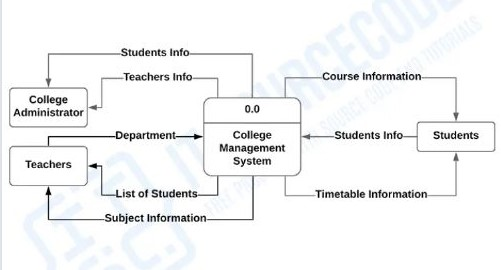 Students Info
Teachers Info
College
Administrator
Department
Teachers
List of Students
Subject Information
0.0
College
Management
System
Course Information
Students Info
Students
Timetable Information